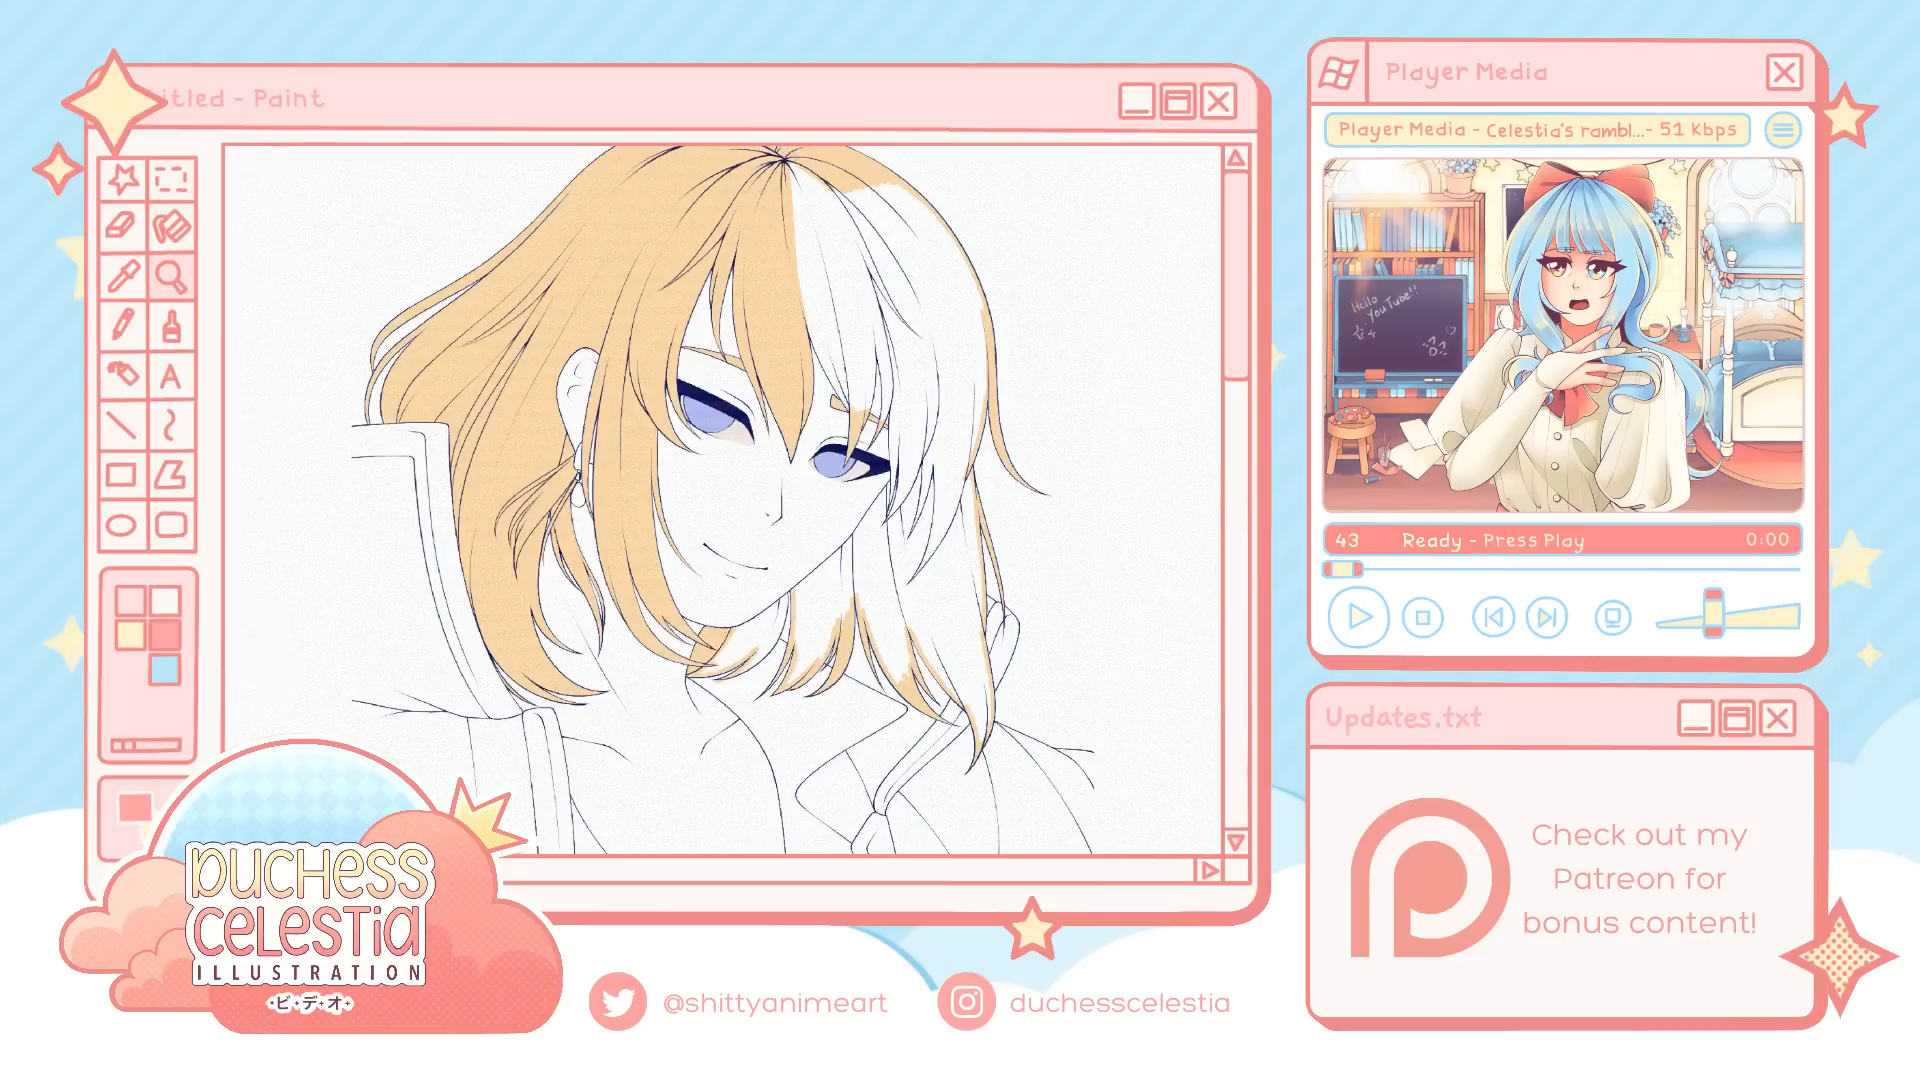 titled - Paint
A
Player Media
Player Media - Celestia's rambl...- 51 Kbps
Hello
YouTube!!
:D
43 Ready - Press Play 0:00
Updates.txt
Check out my
Patreon for
bonus content!
DUCHESS
CELESTIA
ILLUSTRATION
・ビ・デ・オ・
@shittyanimeart
duchesscelestia